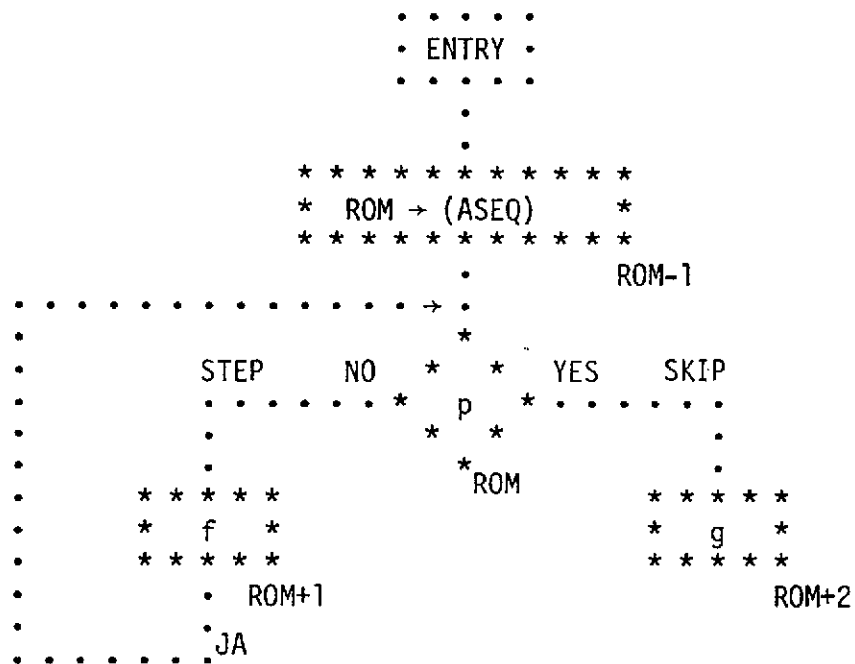 ENTRY
ROM → (ASEQ)
ROM-1
STEP NO YES SKIP
p
ROM
f g
ROM+1 ROM+2
JA